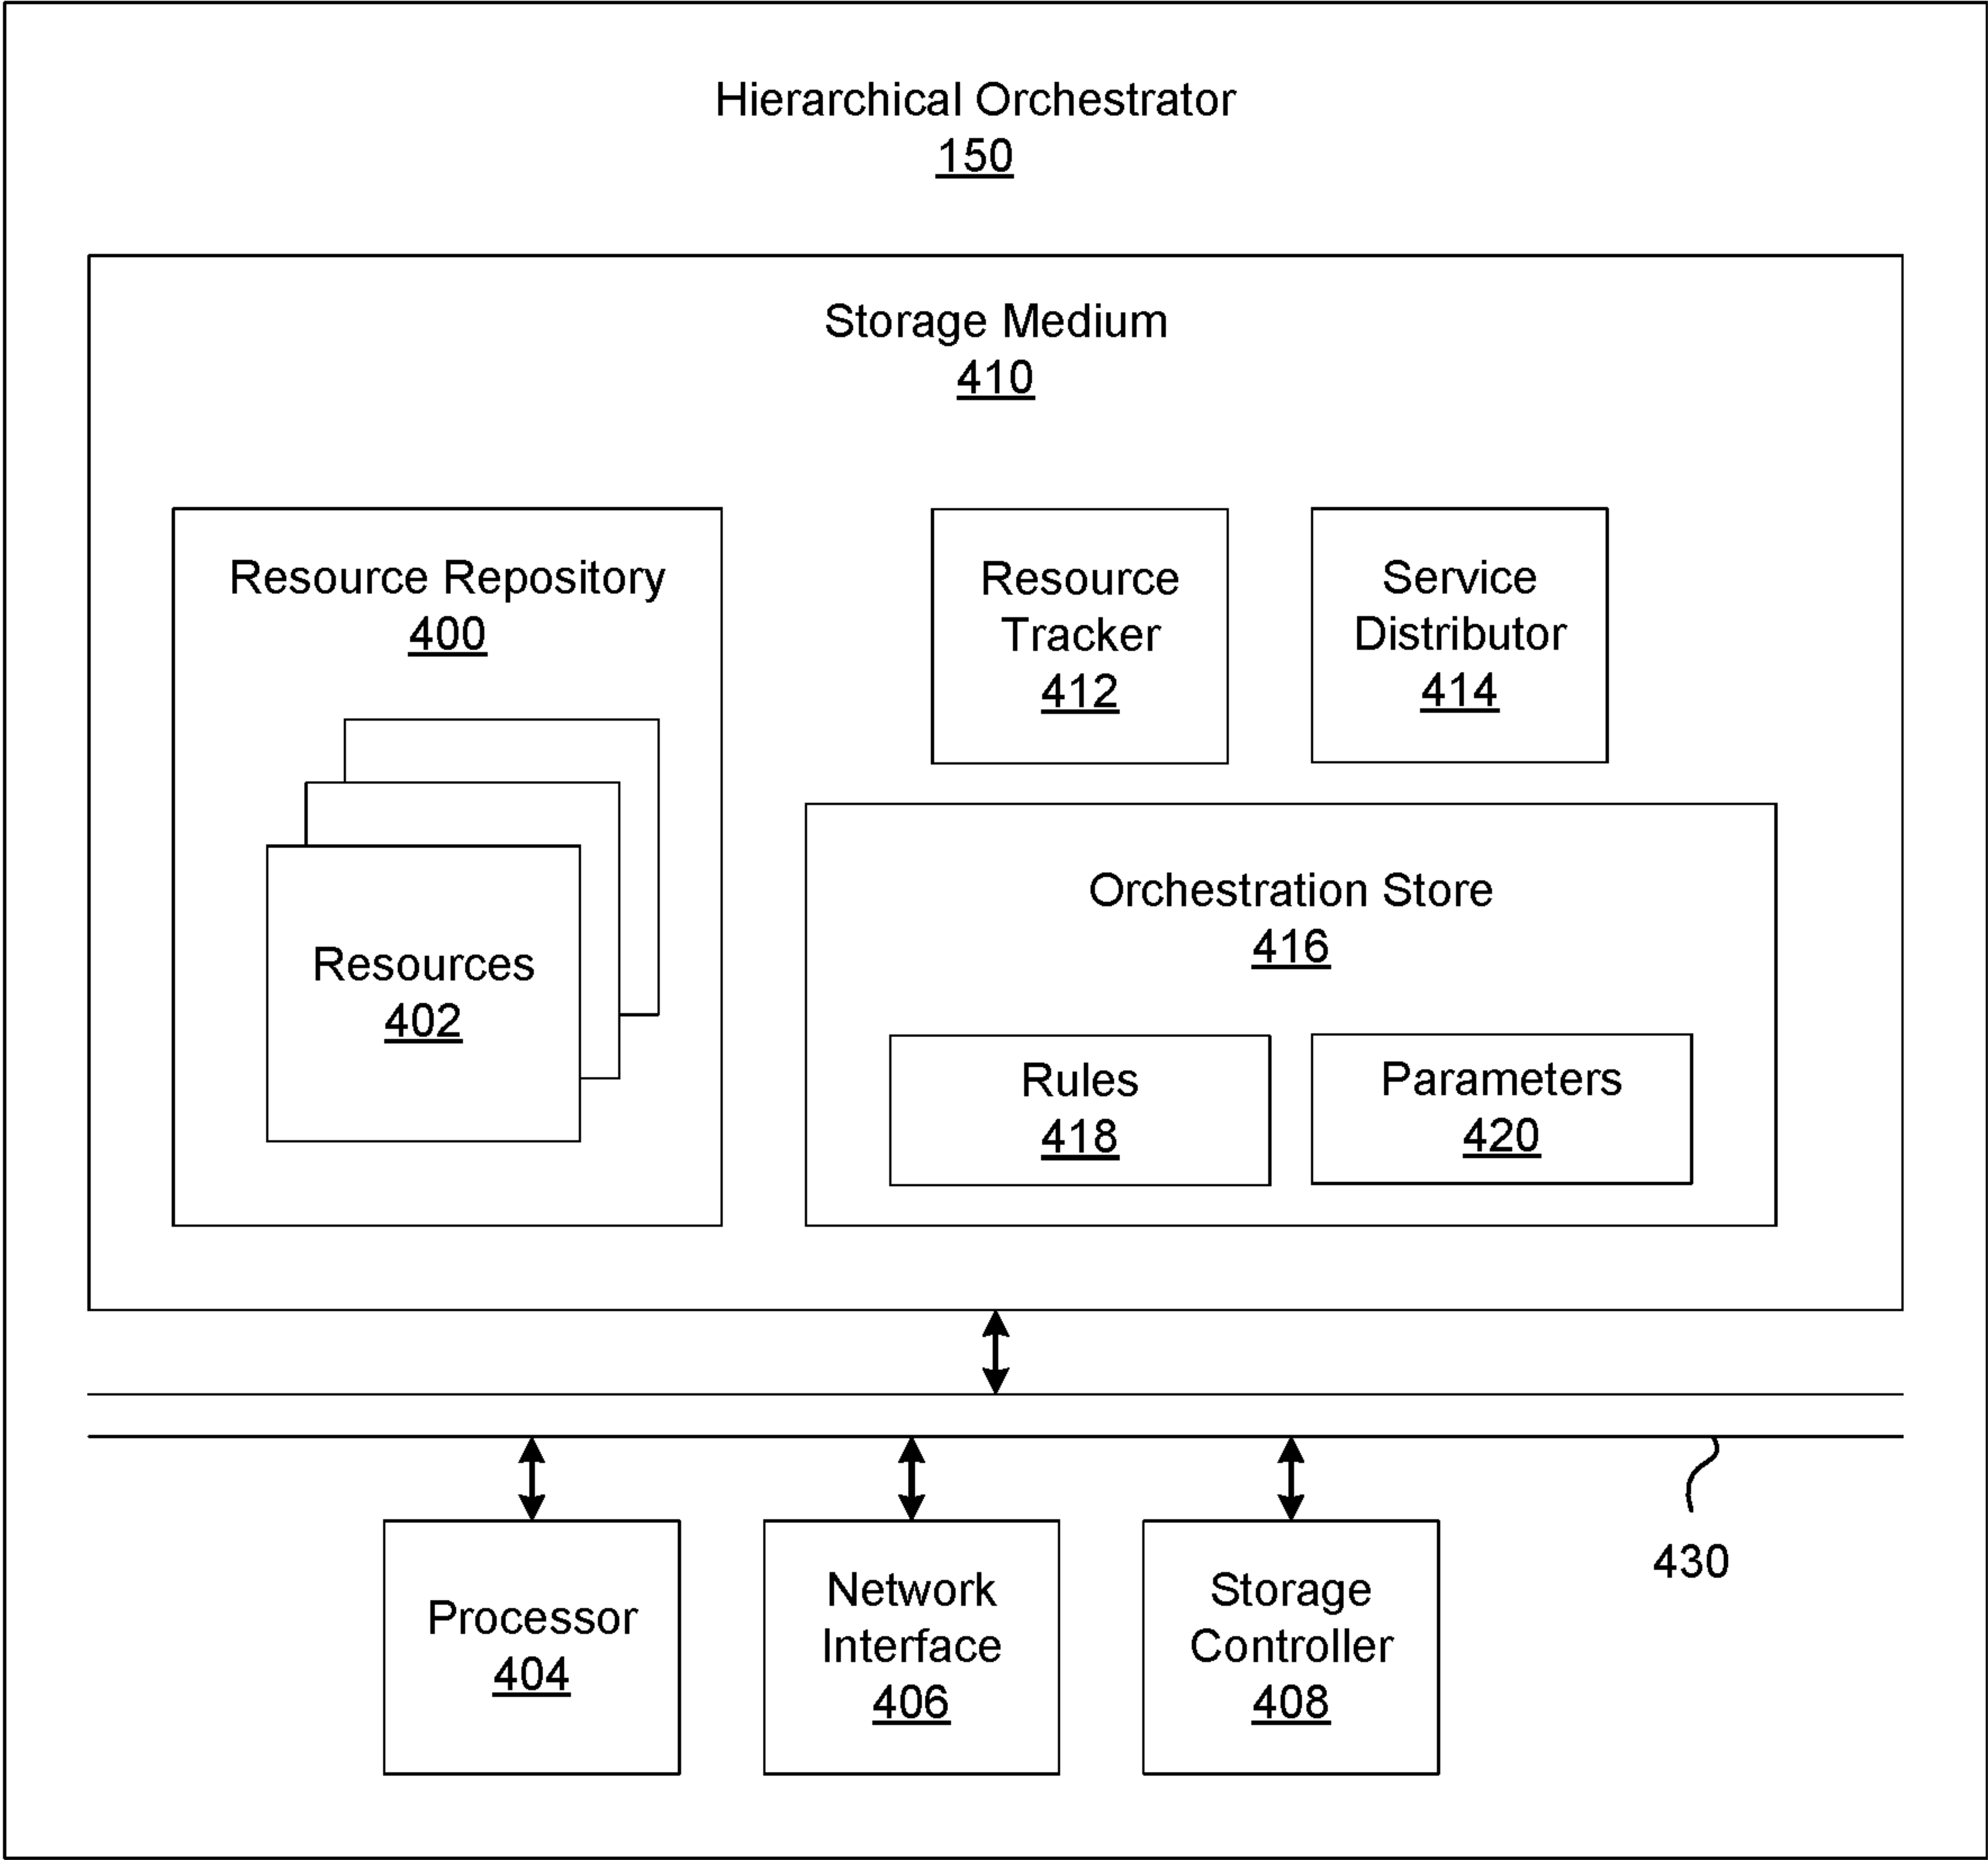 Hierarchical Orchestrator
150
Storage Medium
410
Resource Repository
400
Resources
402
Resource
Tracker
412
Service
Distributor
414
Orchestration Store
416
Rules
418
Parameters
420
430
Processor
404
Network
Interface
406
Storage
Controller
408